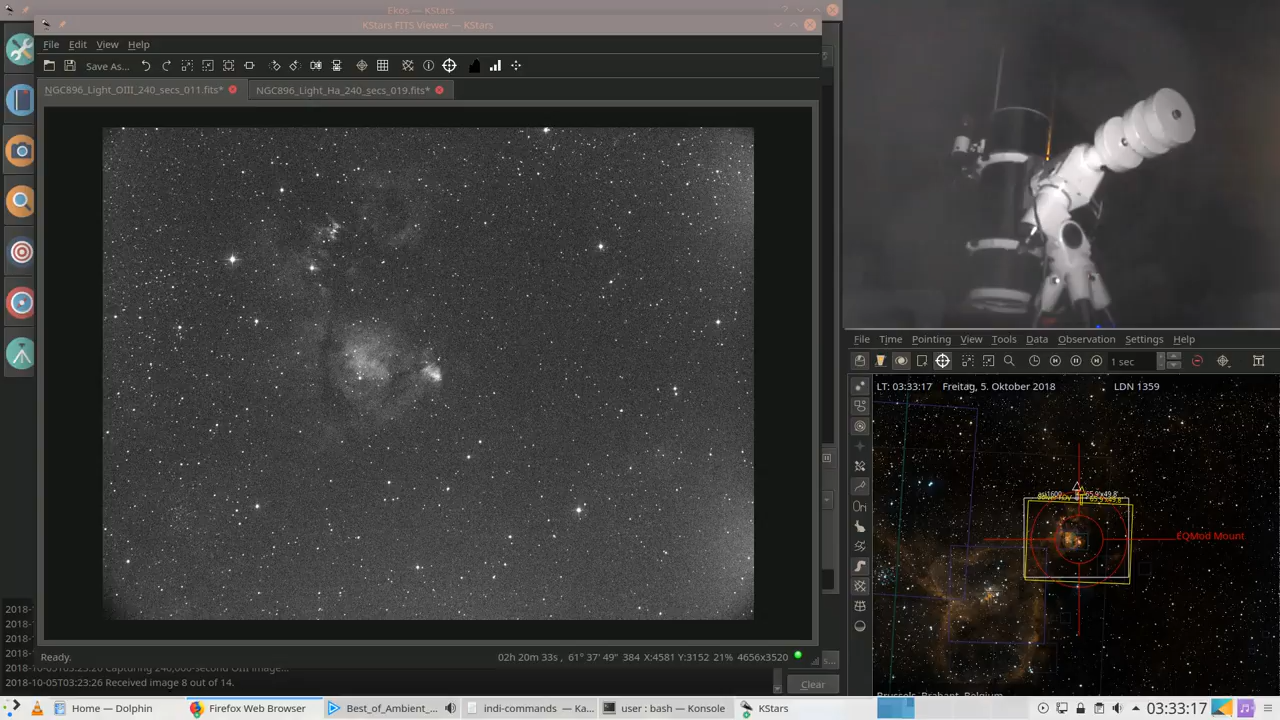 Ekos — KStars
KStars FITS Viewer — KStars
File Edit View Help
Save As...
NGC896_Light_OIII_240_secs_011.fits*
NGC896_Light_Ha_240_secs_019.fits*
File Time Pointing View Tools Data Observation Settings Help
1 sec
LT: 03:33:17 Freitag, 5. Oktober 2018 LDN 1359
EQMod Mount
Ready.
02h 20m 33s, 61° 37' 49" 384 X:4581 Y:3152 21% 4656x3520
2018-10-05T03:23:26 Received image 8 out of 14.
Clear
Brussels, Brabant, Belgium
Home — Dolphin
Firefox Web Browser
Best_of_Ambient_...
indi-commands — Ka...
user : bash — Konsole
KStars
03:33:17